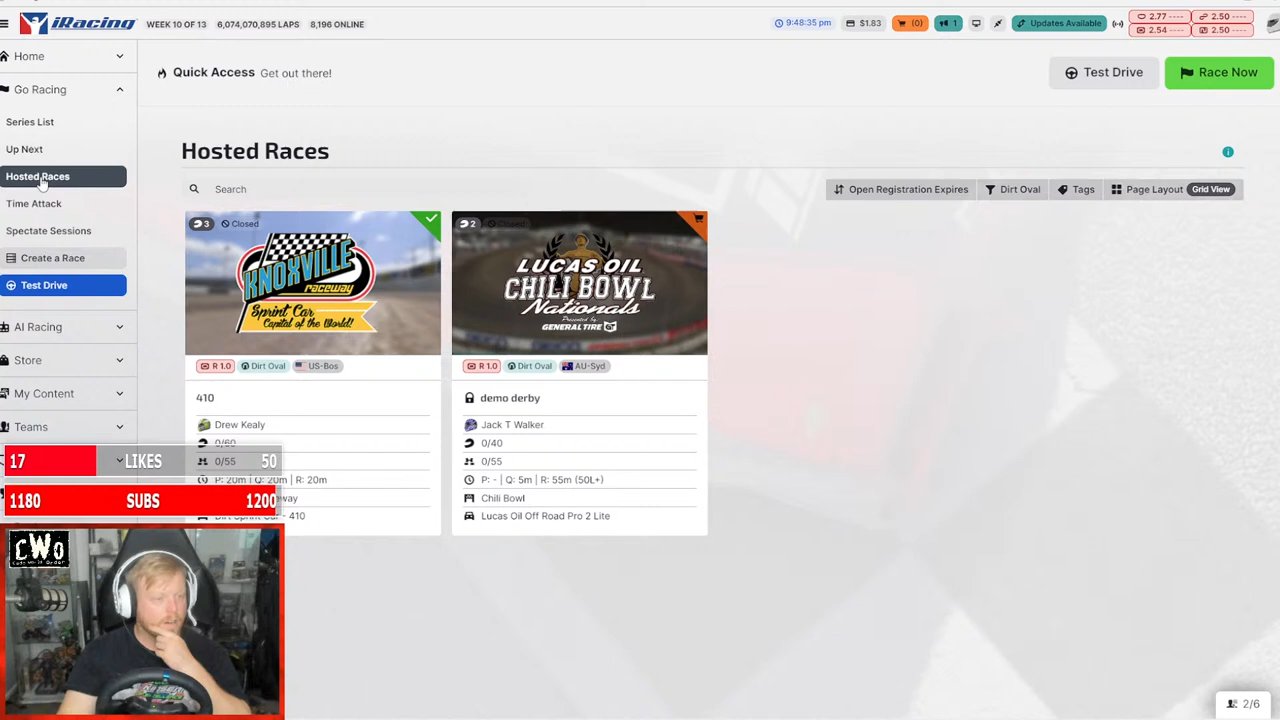 iRacing
WEEK 10 OF 13
6,074,070,895 LAPS
8,196 ONLINE
9:48:35 pm
$1.83
(0)
1
Updates Available
2.77 ----
2.50 ----
2.54 ----
2.50 ----
Home
Go Racing
Series List
Up Next
Hosted Races
Time Attack
Spectate Sessions
Create a Race
Test Drive
AI Racing
Store
My Content
Teams
Quick Access Get out there!
Test Drive
Race Now
Hosted Races
Search
Open Registration Expires
Dirt Oval
Tags
Page Layout Grid View
3 Closed
KNOXVILLE
raceway
Sprint Car
Capital of the World!
R 1.0
Dirt Oval
US-Bos
410
Drew Kealy
0/60
0/55
P: 20m | Q: 20m | R: 20m
Dirt Sprint Car - 410
2 Closed
LUCAS OIL
CHILI BOWL
Nationals
Presented by
GENERAL TIRE
R 1.0
Dirt Oval
AU-Syd
demo derby
Jack T Walker
0/40
0/55
P: - | Q: 5m | R: 55m (50L+)
Chili Bowl
Lucas Oil Off Road Pro 2 Lite
17 LIKES 50
1180 SUBS 1200
CWO
2/6